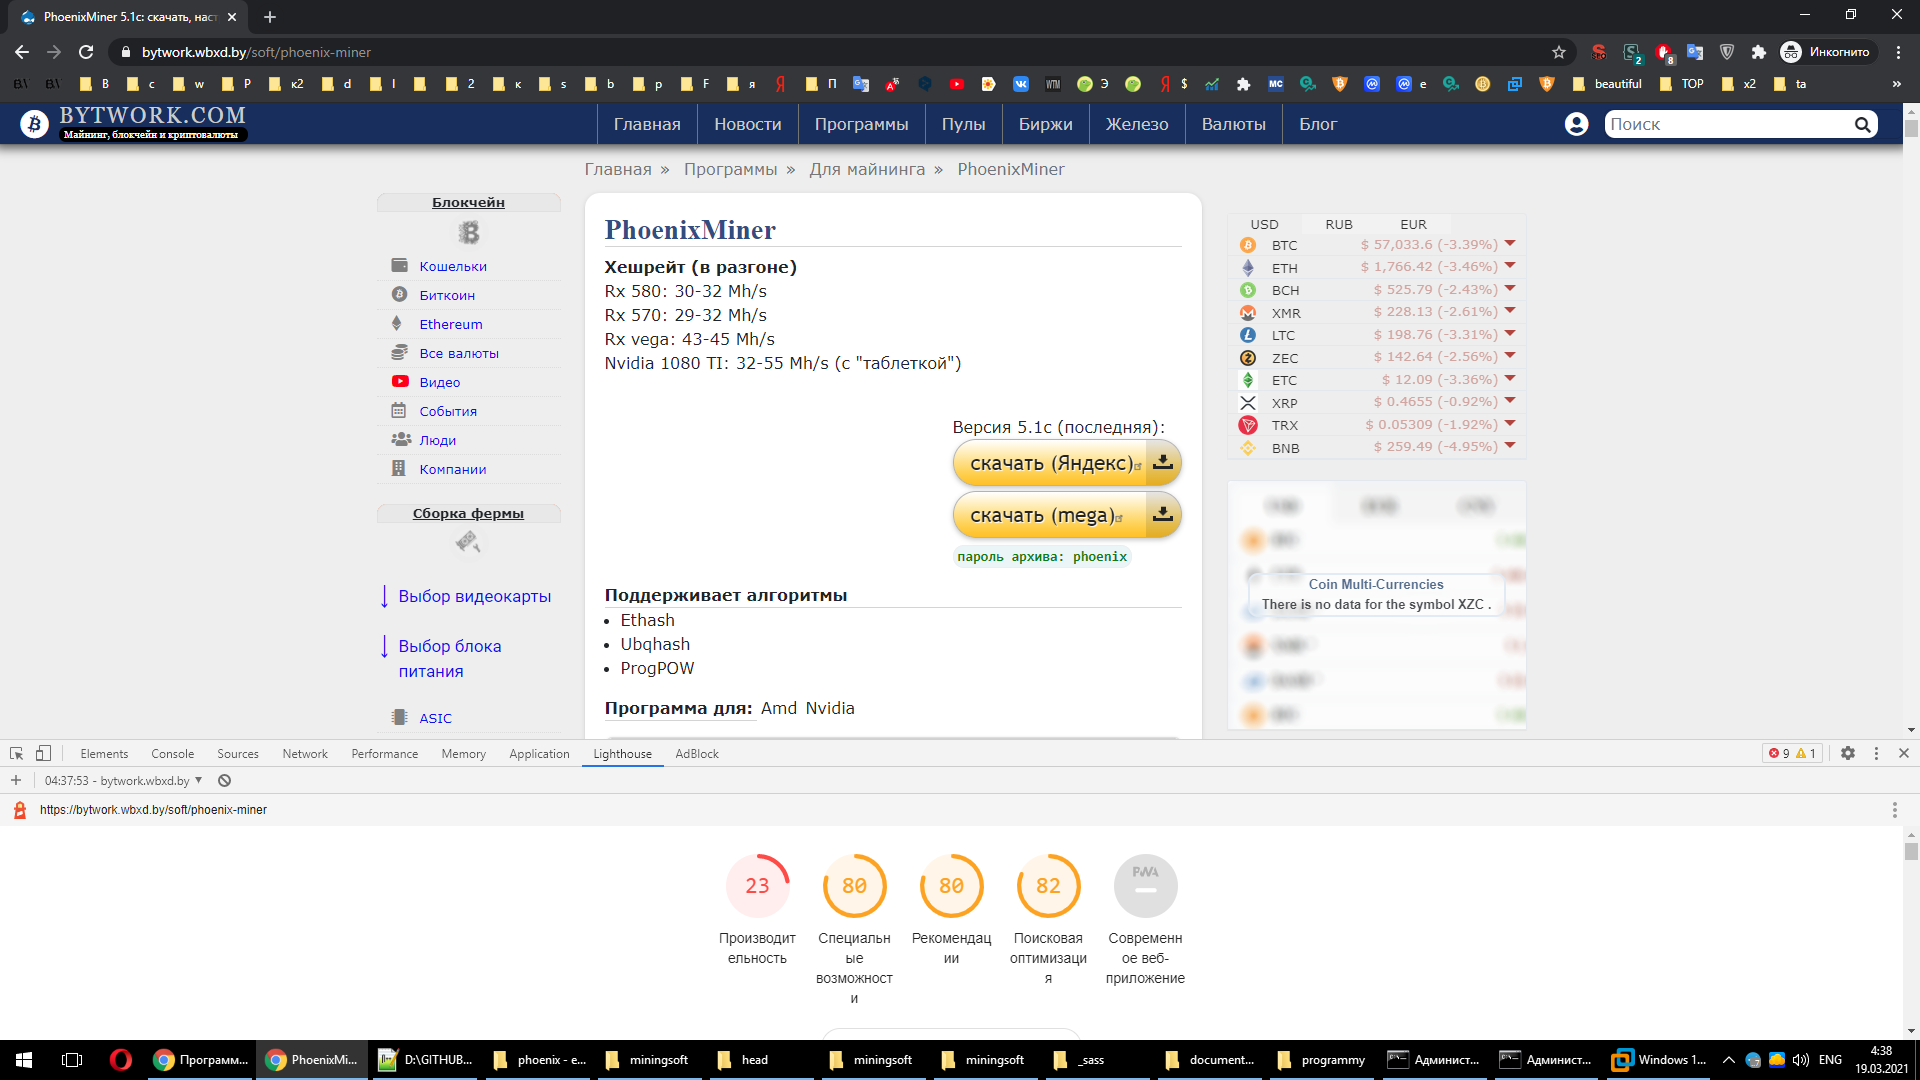 PhoenixMiner 5.1c: скачать, наст
bytwork.wbxd.by/soft/phoenix-miner
Инкогнито
B c w P к2 d l 2 к s b p F я П Э $ e beautiful TOP x2 ta
BYTWORK.COM
Майнинг, блокчейн и криптовалюты
Главная Новости Программы Пулы Биржи Железо Валюты Блог
Поиск
Главная » Программы » Для майнинга » PhoenixMiner
Блокчейн
Кошельки
Биткоин
Ethereum
Все валюты
Видео
События
Люди
Компании
Сборка фермы
Выбор видеокарты
Выбор блока
питания
ASIC
PhoenixMiner
Хешрейт (в разгоне)
Rx 580: 30-32 Mh/s
Rx 570: 29-32 Mh/s
Rx vega: 43-45 Mh/s
Nvidia 1080 TI: 32-55 Mh/s (с "таблеткой")
Версия 5.1c (последняя):
скачать (Яндекс)
скачать (mega)
пароль архива: phoenix
Поддерживает алгоритмы
• Ethash
• Ubqhash
• ProgPOW
Программа для: Amd Nvidia
USD RUB EUR
BTC $ 57,033.6 (-3.39%)
ETH $ 1,766.42 (-3.46%)
BCH $ 525.79 (-2.43%)
XMR $ 228.13 (-2.61%)
LTC $ 198.76 (-3.31%)
ZEC $ 142.64 (-2.56%)
ETC $ 12.09 (-3.36%)
XRP $ 0.4655 (-0.92%)
TRX $ 0.05309 (-1.92%)
BNB $ 259.49 (-4.95%)
Coin Multi-Currencies
There is no data for the symbol XZC .
Elements Console Sources Network Performance Memory Application Lighthouse AdBlock
9 1
04:37:53 - bytwork.wbxd.by
https://bytwork.wbxd.by/soft/phoenix-miner
23
Производит
ельность
80
Специальн
ые
возможност
и
80
Рекомендац
ии
82
Поисковая
оптимизаци
я
PWA
Современн
ое веб-
приложение
Программ... PhoenixMi... D:\GITHUB... phoenix - e... miningsoft head miningsoft miningsoft _sass document... programmy Админист... Админист... Windows 1... ENG
4:38
19.03.2021